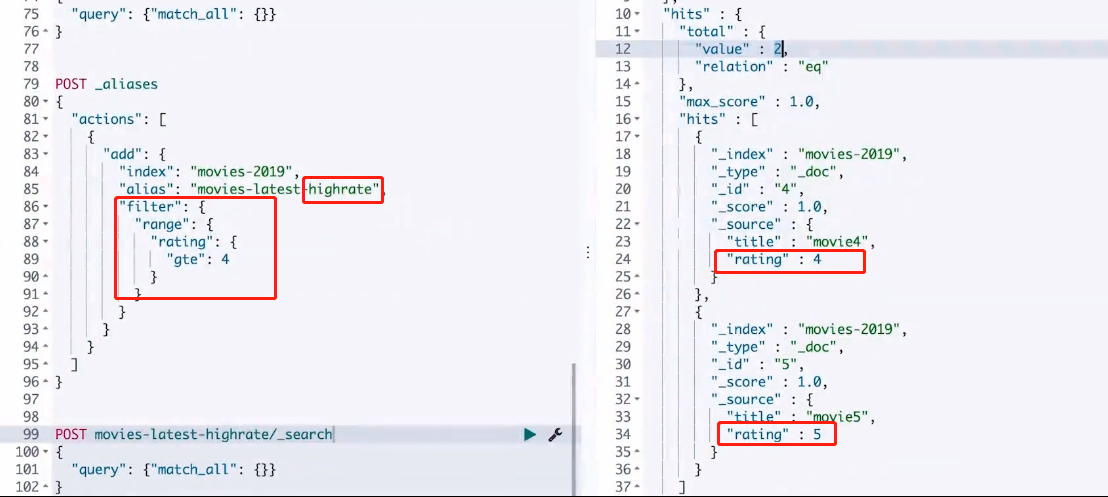 75 "query": {"match_all": {}}
76 }
77
78
79 POST _aliases
80 {
81 "actions": [
82 {
83 "add": {
84 "index": "movies-2019",
85 "alias": "movies-latest-highrate",
86 "filter": {
87 "range": {
88 "rating": {
89 "gte": 4
90 }
91 }
92 }
93 }
94 }
95 ]
96 }
97
98
99 POST movies-latest-highrate/_search
100 {
101 "query": {"match_all": {}}
102 }
10 "hits" : {
11 "total" : {
12 "value" : 2,
13 "relation" : "eq"
14 },
15 "max_score" : 1.0,
16 "hits" : [
17 {
18 "_index" : "movies-2019",
19 "_type" : "_doc",
20 "_id" : "4",
21 "_score" : 1.0,
22 "_source" : {
23 "title" : "movie4",
24 "rating" : 4
25 }
26 },
27 {
28 "_index" : "movies-2019",
29 "_type" : "_doc",
30 "_id" : "5",
31 "_score" : 1.0,
32 "_source" : {
33 "title" : "movie5",
34 "rating" : 5
35 }
36 }
37 ]